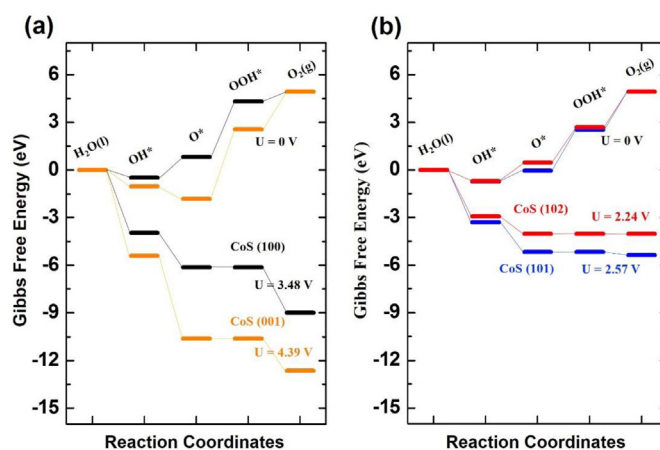 (a)
Gibbs Free Energy (eV)
6
3
0
-3
-6
-9
-12
-15
H₂O(l)
OH*
O*
OOH*
O₂(g)
U = 0 V
CoS (100)
U = 3.48 V
CoS (001)
U = 4.39 V
Reaction Coordinates
(b)
Gibbs Free Energy (eV)
6
3
0
-3
-6
-9
-12
-15
H₂O(l)
OH*
O*
OOH*
O₂(g)
U = 0 V
CoS (102)
U = 2.24 V
CoS (101)
U = 2.57 V
Reaction Coordinates